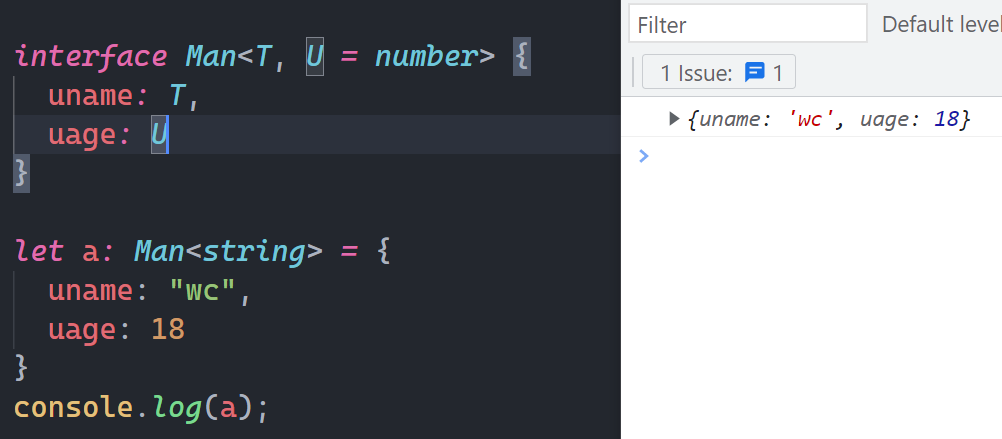 interface Man<T, U = number> {
uname: T,
uage: U
}
let a: Man<string> = {
uname: "wc",
uage: 18
}
console.log(a);
Filter
Default level
1 Issue: 1
{uname: 'wc', uage: 18}